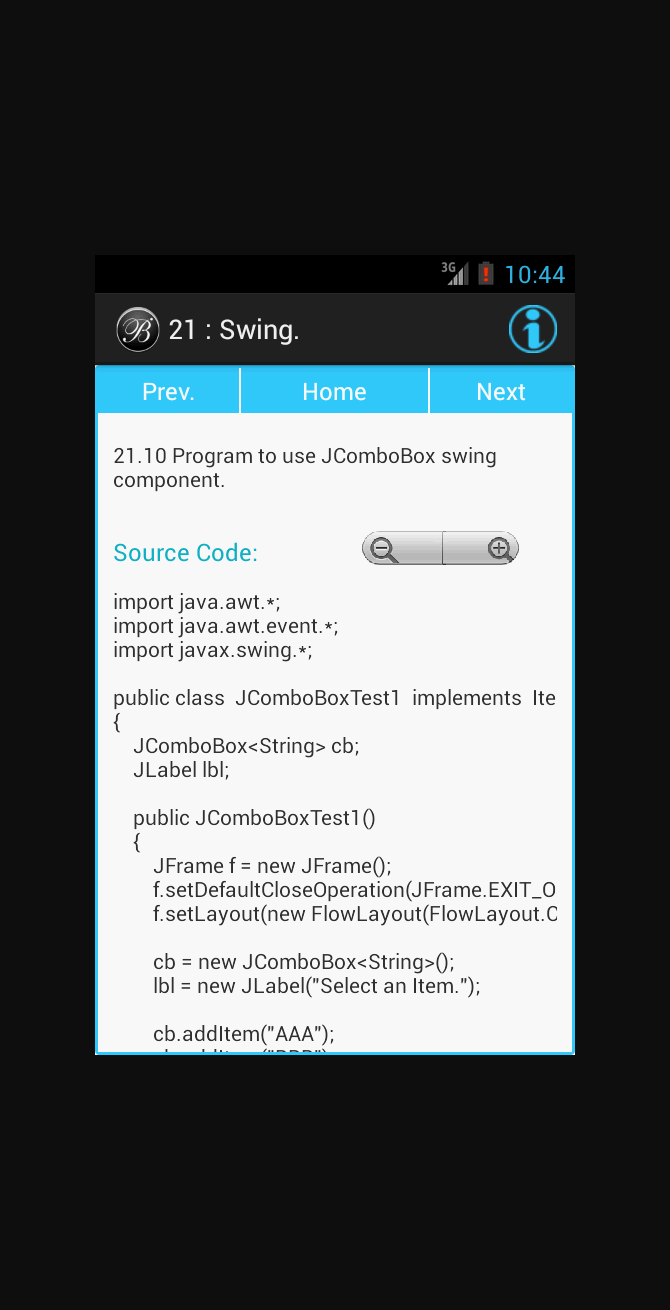 3G
10:44
B
21 : Swing.
Prev. Home Next
21.10 Program to use JComboBox swing
component.
Source Code:
import java.awt.*;
import java.awt.event.*;
import javax.swing.*;
public class  JComboBoxTest1  implements  Ite
{
JComboBox<String> cb;
JLabel lbl;
public JComboBoxTest1()
{
JFrame f = new JFrame();
f.setDefaultCloseOperation(JFrame.EXIT_O
f.setLayout(new FlowLayout(FlowLayout.C
cb = new JComboBox<String>();
lbl = new JLabel("Select an Item.");
cb.addItem("AAA");